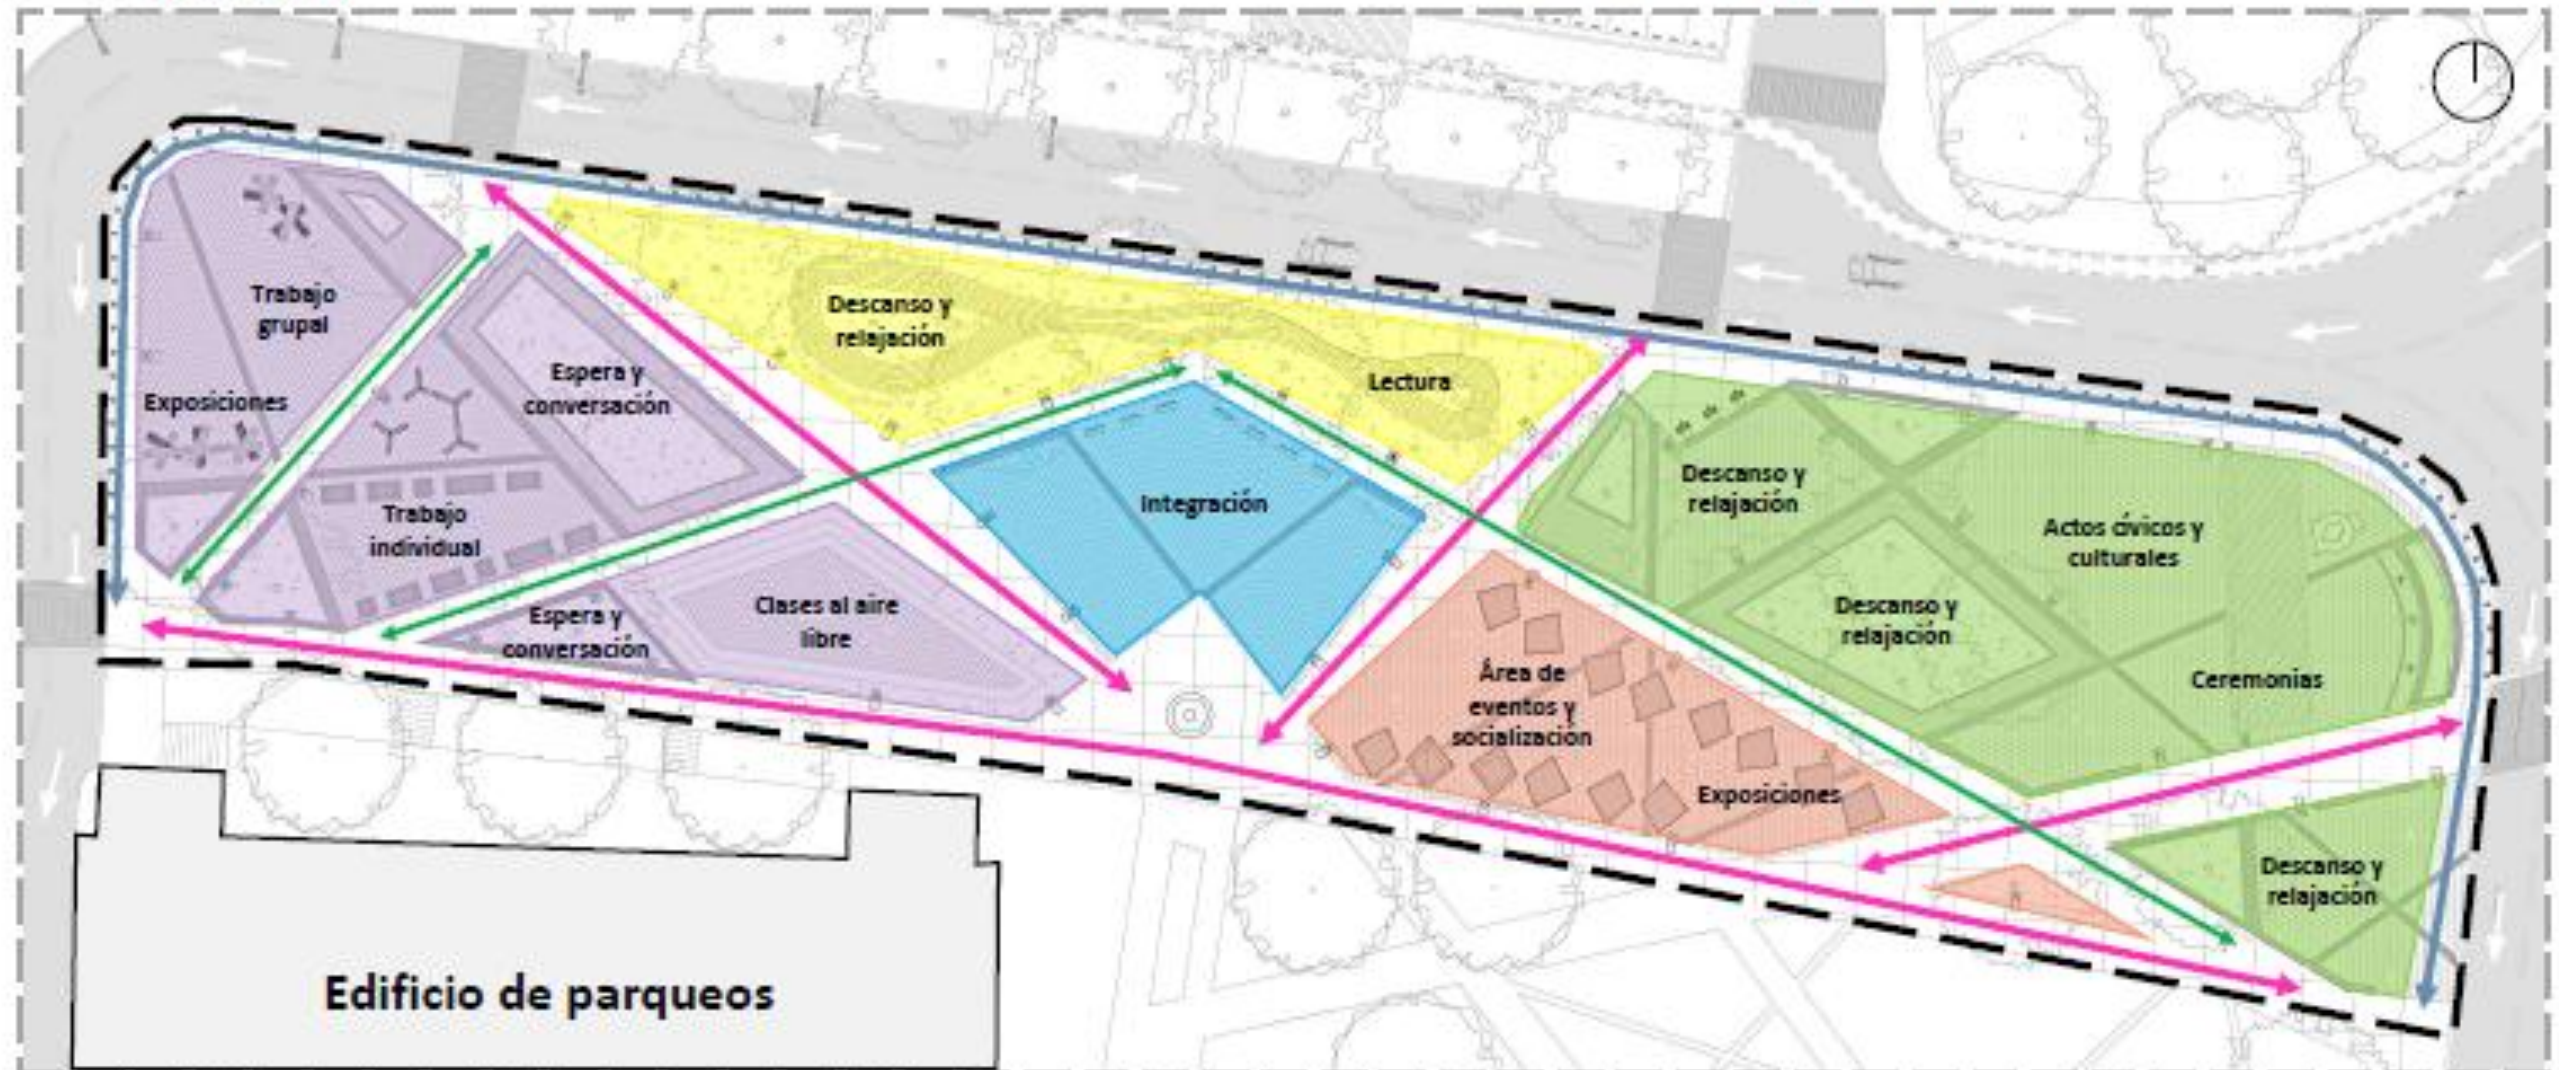 Trabajo
grupal
Exposiciones
Espera y
conversación
Trabajo
individual
Espera y
conversación
Clases al aire
libre
Descanso y
relajación
Lectura
Integración
Descanso y
relajación
Actos cívicos y
culturales
Descanso y
relajación
Ceremonias
Área de
eventos y
socialización
Exposiciones
Descanso y
relajación
Edificio de parqueos